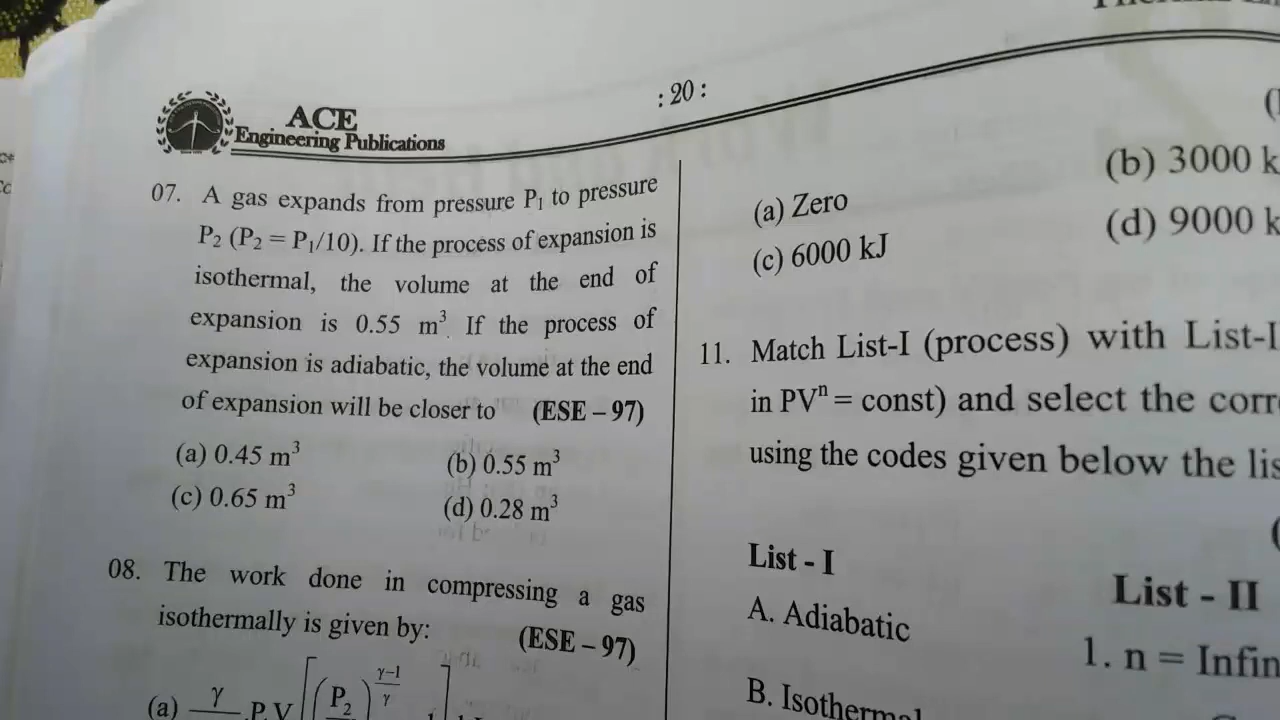 : 20 :
ACE
Engineering Publications
07. A gas expands from pressure P₁ to pressure
P₂ (P₂ = P₁/10). If the process of expansion is
isothermal, the volume at the end of
expansion is 0.55 m³. If the process of
expansion is adiabatic, the volume at the end
of expansion will be closer to (ESE – 97)
(a) 0.45 m³ (b) 0.55 m³
(c) 0.65 m³ (d) 0.28 m³
08. The work done in compressing a gas
isothermally is given by: (ESE – 97)
(a) Zero (b) 3000 k
(c) 6000 kJ (d) 9000 k
11. Match List-I (process) with List-I
in PVⁿ = const) and select the corr
using the codes given below the lis
List - I List - II
A. Adiabatic 1. n = Infin
B. Isothermal